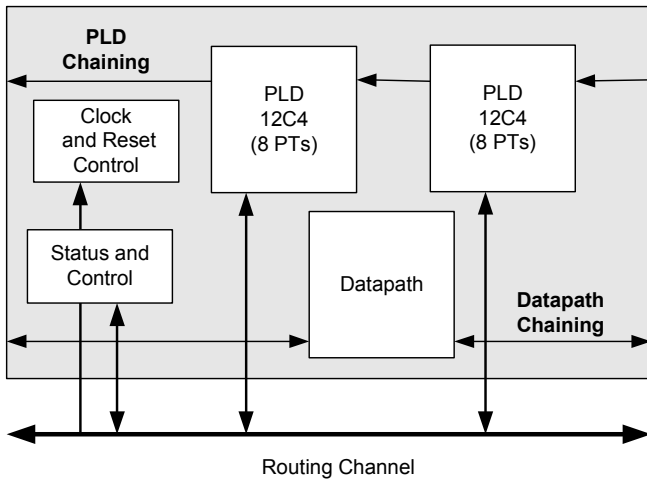 PLD
Chaining
PLD
12C4
(8 PTs)
PLD
12C4
(8 PTs)
Clock
and Reset
Control
Status and
Control
Datapath
Datapath
Chaining
Routing Channel